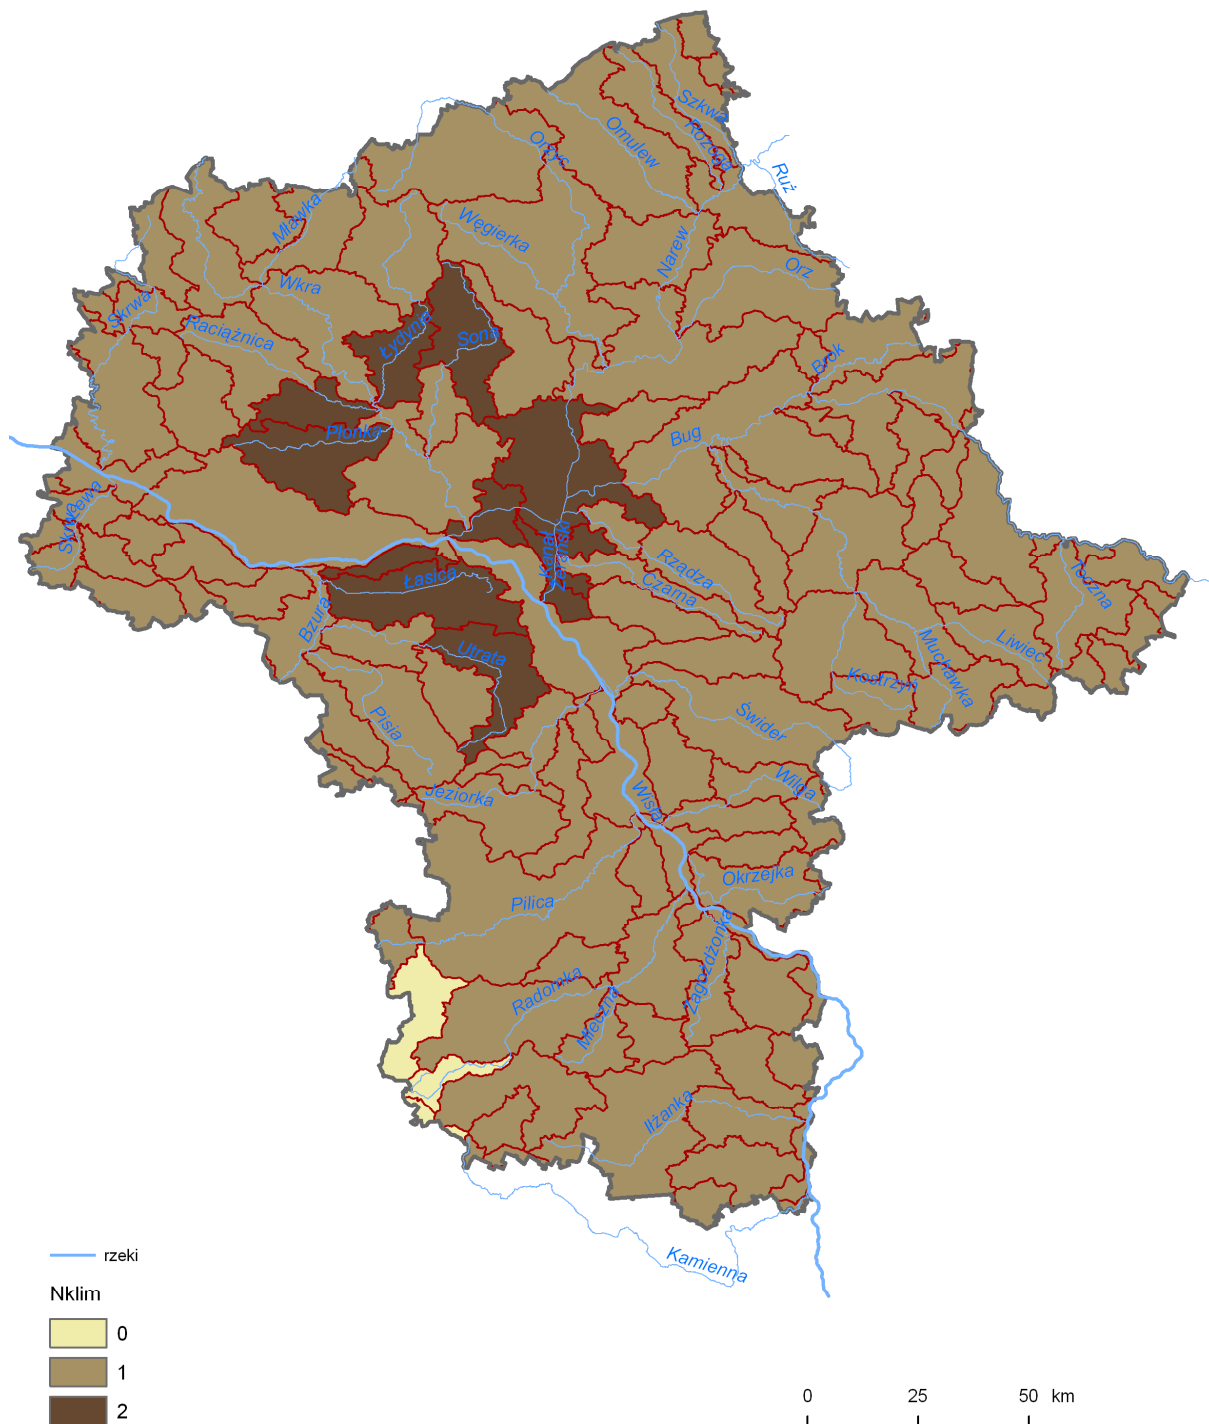 Szkwa
Rozoga
Omulew
Orzyc
Ruż
Mławka
Węgierka
Narew
Orz
Wkra
Skrwa
Raciążnica
Łydynia
Sona
Brok
Płonka
Bug
Skrwa Lewa
Kanał
Żerański
Rządza
Czarna
Łasica
Toczna
Bzura
Utrata
Liwiec
Muchawka
Kostrzyń
Pisia
Świder
Wilga
Jeziorka
Wisła
Okrzejka
Pilica
Zagożdżonka
Radomka
Mleczna
Iłżanka
Kamienna
rzeki
Nklim
0
1
2
0 25 50 km